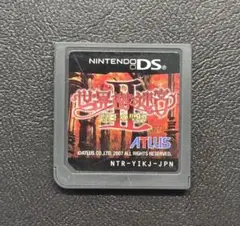 NINTENDO DS
世界樹の迷宮
II
ATLUS
©ATLUS CO.,LTD. 2007 ALL RIGHTS RESERVED.
NTR-YIKJ-JPN